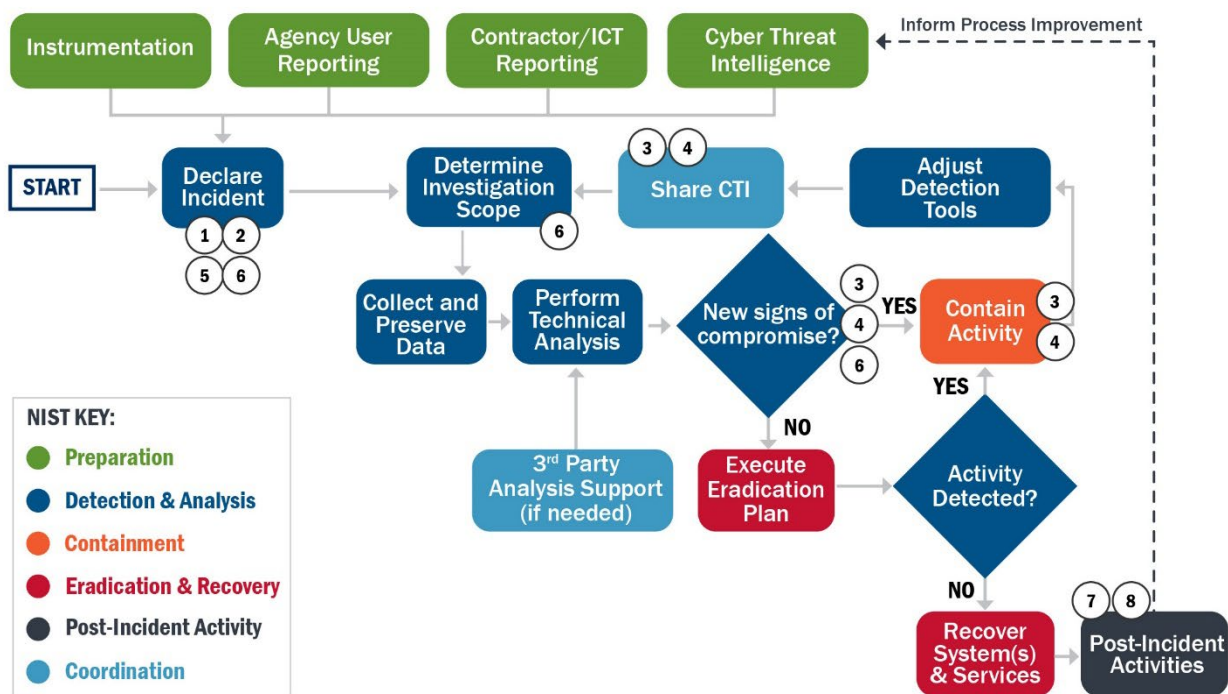 Instrumentation
Agency User
Reporting
Contractor/ICT
Reporting
Cyber Threat
Intelligence
Inform Process Improvement
START
Declare
Incident
1 2
5 6
Determine
Investigation
Scope
6
3 4
Share CTI
Adjust
Detection
Tools
Collect and
Preserve
Data
Perform
Technical
Analysis
New signs of
compromise?
3
4
6
YES
Contain
Activity
3
4
YES
NO
3rd Party
Analysis Support
(if needed)
Execute
Eradication
Plan
Activity
Detected?
NO
Recover
System(s)
& Services
7 8
Post-Incident
Activities
NIST KEY:
Preparation
Detection & Analysis
Containment
Eradication & Recovery
Post-Incident Activity
Coordination